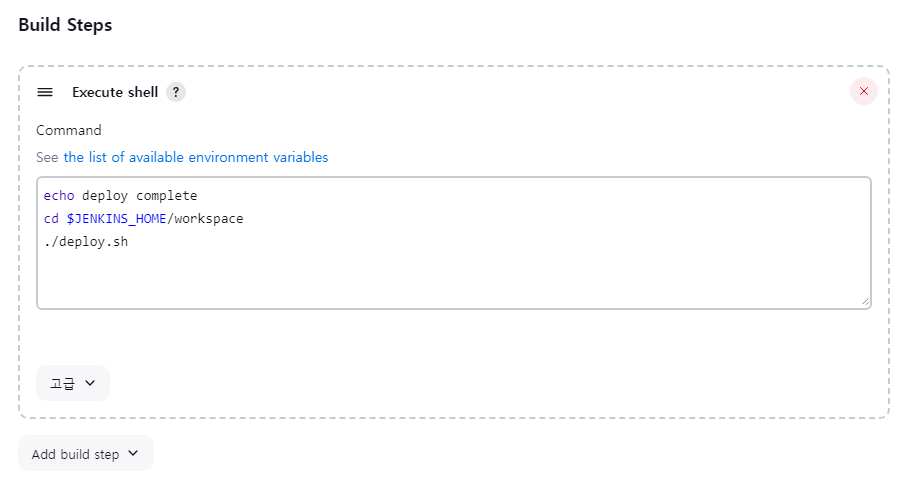 Build Steps
Execute shell ?
Command
See the list of available environment variables
echo deploy complete
cd $JENKINS_HOME/workspace
./deploy.sh
고급
Add build step